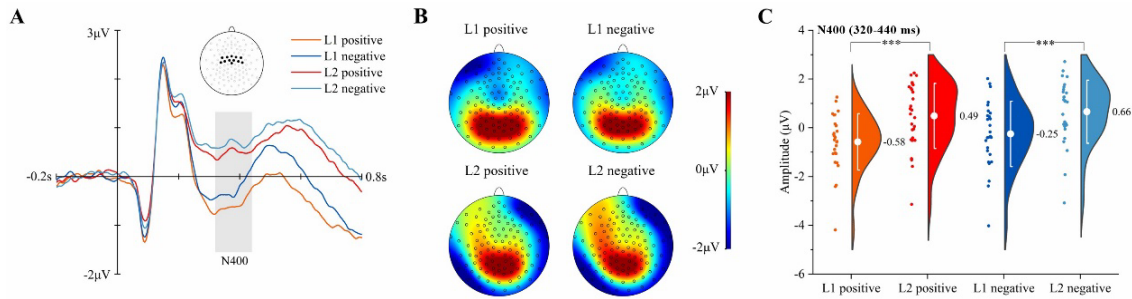 A
3μV
L1 positive
L1 negative
L2 positive
L2 negative
-0.2s
0.8s
N400
-2μV
B
L1 positive
L1 negative
L2 positive
L2 negative
2μV
0μV
-2μV
C
N400 (320-440 ms)
***
***
Amplitude (μV)
4
2
0
-2
-4
-6
-0.58
0.49
-0.25
0.66
L1 positive
L2 positive
L1 negative
L2 negative